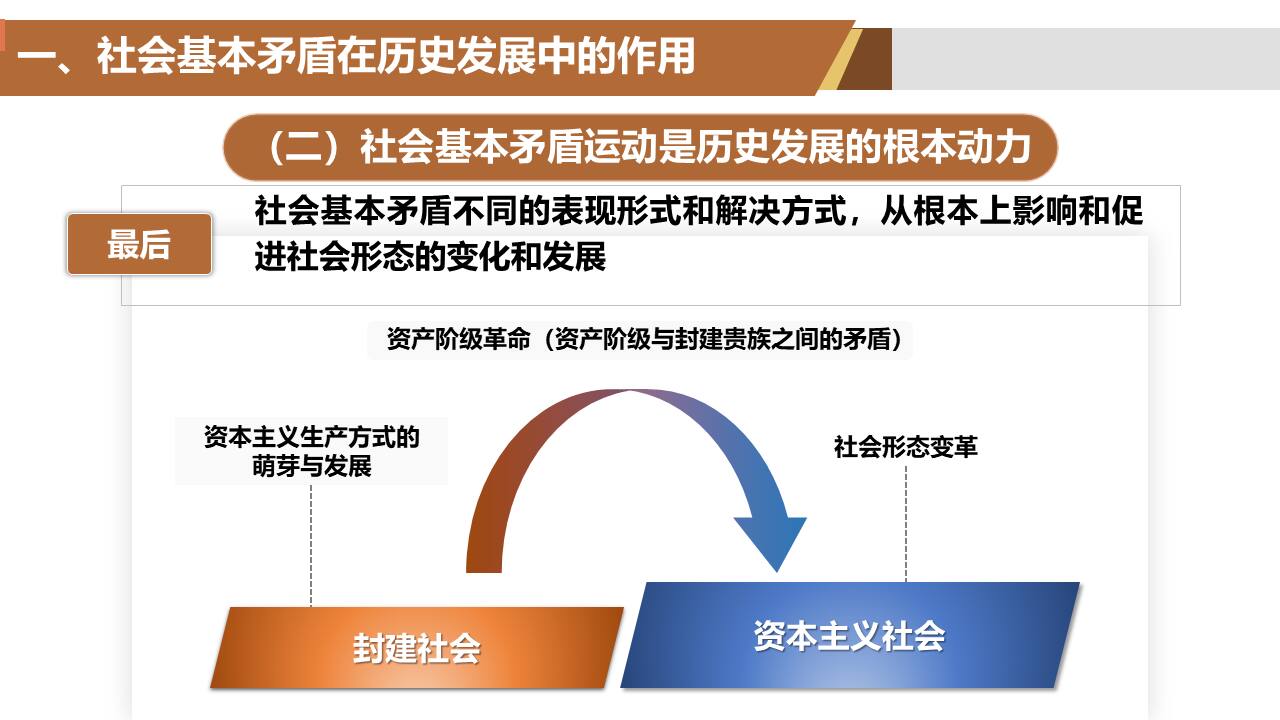 一、社会基本矛盾在历史发展中的作用
（二）社会基本矛盾运动是历史发展的根本动力
最后
社会基本矛盾不同的表现形式和解决方式，从根本上影响和促
进社会形态的变化和发展
资产阶级革命（资产阶级与封建贵族之间的矛盾）
资本主义生产方式的
萌芽与发展
社会形态变革
封建社会
资本主义社会